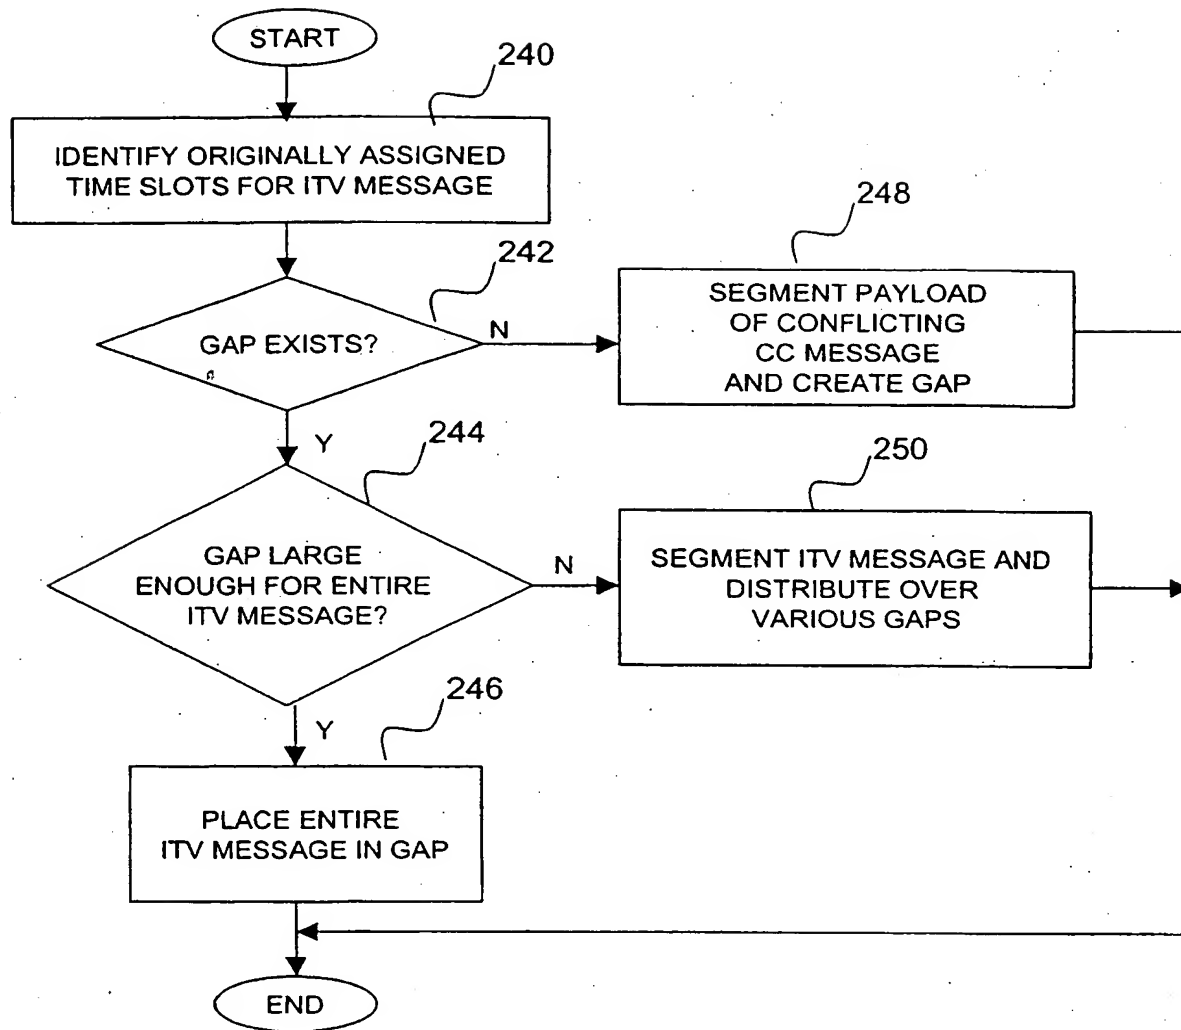 START
240
IDENTIFY ORIGINALLY ASSIGNED
TIME SLOTS FOR ITV MESSAGE
242
GAP EXISTS?
N
248
SEGMENT PAYLOAD
OF CONFLICTING
CC MESSAGE
AND CREATE GAP
Y
244
GAP LARGE
ENOUGH FOR ENTIRE
ITV MESSAGE?
N
250
SEGMENT ITV MESSAGE AND
DISTRIBUTE OVER
VARIOUS GAPS
Y
246
PLACE ENTIRE
ITV MESSAGE IN GAP
END